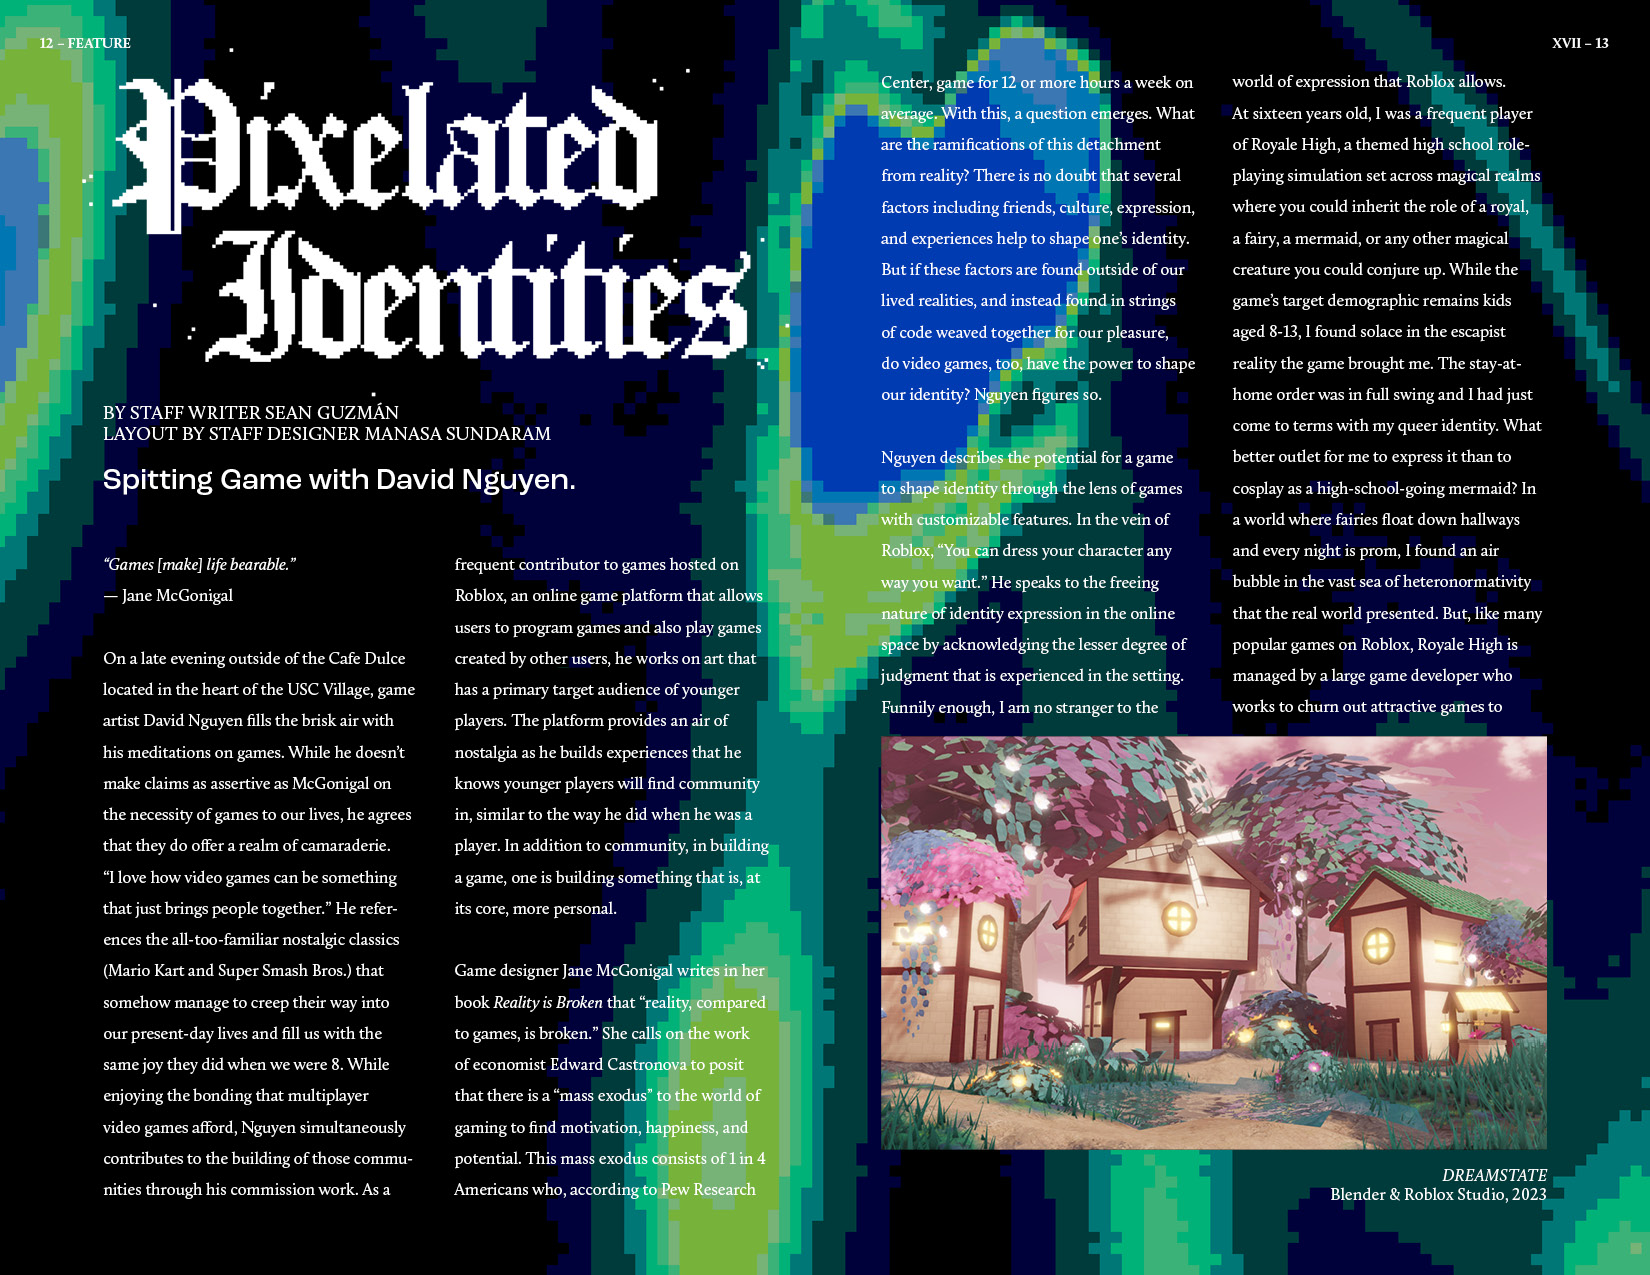 12 – FEATURE
XVII – 13
Pixelated
Identities
BY STAFF WRITER SEAN GUZMÁN
LAYOUT BY STAFF DESIGNER MANASA SUNDARAM
Spitting Game with David Nguyen.
“Games [make] life bearable.”
— Jane McGonigal
On a late evening outside of the Cafe Dulce
located in the heart of the USC Village, game
artist David Nguyen fills the brisk air with
his meditations on games. While he doesn’t
make claims as assertive as McGonigal on
the necessity of games to our lives, he agrees
that they do offer a realm of camaraderie.
“I love how video games can be something
that just brings people together.” He refer-
ences the all-too-familiar nostalgic classics
(Mario Kart and Super Smash Bros.) that
somehow manage to creep their way into
our present-day lives and fill us with the
same joy they did when we were 8. While
enjoying the bonding that multiplayer
video games afford, Nguyen simultaneously
contributes to the building of those commu-
nities through his commission work. As a
frequent contributor to games hosted on
Roblox, an online game platform that allows
users to program games and also play games
created by other users, he works on art that
has a primary target audience of younger
players. The platform provides an air of
nostalgia as he builds experiences that he
knows younger players will find community
in, similar to the way he did when he was a
player. In addition to community, in building
a game, one is building something that is, at
its core, more personal.
Game designer Jane McGonigal writes in her
book Reality is Broken that “reality, compared
to games, is broken.” She calls on the work
of economist Edward Castronova to posit
that there is a “mass exodus” to the world of
gaming to find motivation, happiness, and
potential. This mass exodus consists of 1 in 4
Americans who, according to Pew Research
Center, game for 12 or more hours a week on
average. With this, a question emerges. What
are the ramifications of this detachment
from reality? There is no doubt that several
factors including friends, culture, expression,
and experiences help to shape one’s identity.
But if these factors are found outside of our
lived realities, and instead found in strings
of code weaved together for our pleasure,
do video games, too, have the power to shape
our identity? Nguyen figures so.
Nguyen describes the potential for a game
to shape identity through the lens of games
with customizable features. In the vein of
Roblox, “You can dress your character any
way you want.” He speaks to the freeing
nature of identity expression in the online
space by acknowledging the lesser degree of
judgment that is experienced in the setting.
Funnily enough, I am no stranger to the
world of expression that Roblox allows.
At sixteen years old, I was a frequent player
of Royale High, a themed high school role-
playing simulation set across magical realms
where you could inherit the role of a royal,
a fairy, a mermaid, or any other magical
creature you could conjure up. While the
game’s target demographic remains kids
aged 8-13, I found solace in the escapist
reality the game brought me. The stay-at-
home order was in full swing and I had just
come to terms with my queer identity. What
better outlet for me to express it than to
cosplay as a high-school-going mermaid? In
a world where fairies float down hallways
and every night is prom, I found an air
bubble in the vast sea of heteronormativity
that the real world presented. But, like many
popular games on Roblox, Royale High is
managed by a large game developer who
works to churn out attractive games to
DREAMSTATE
Blender & Roblox Studio, 2023